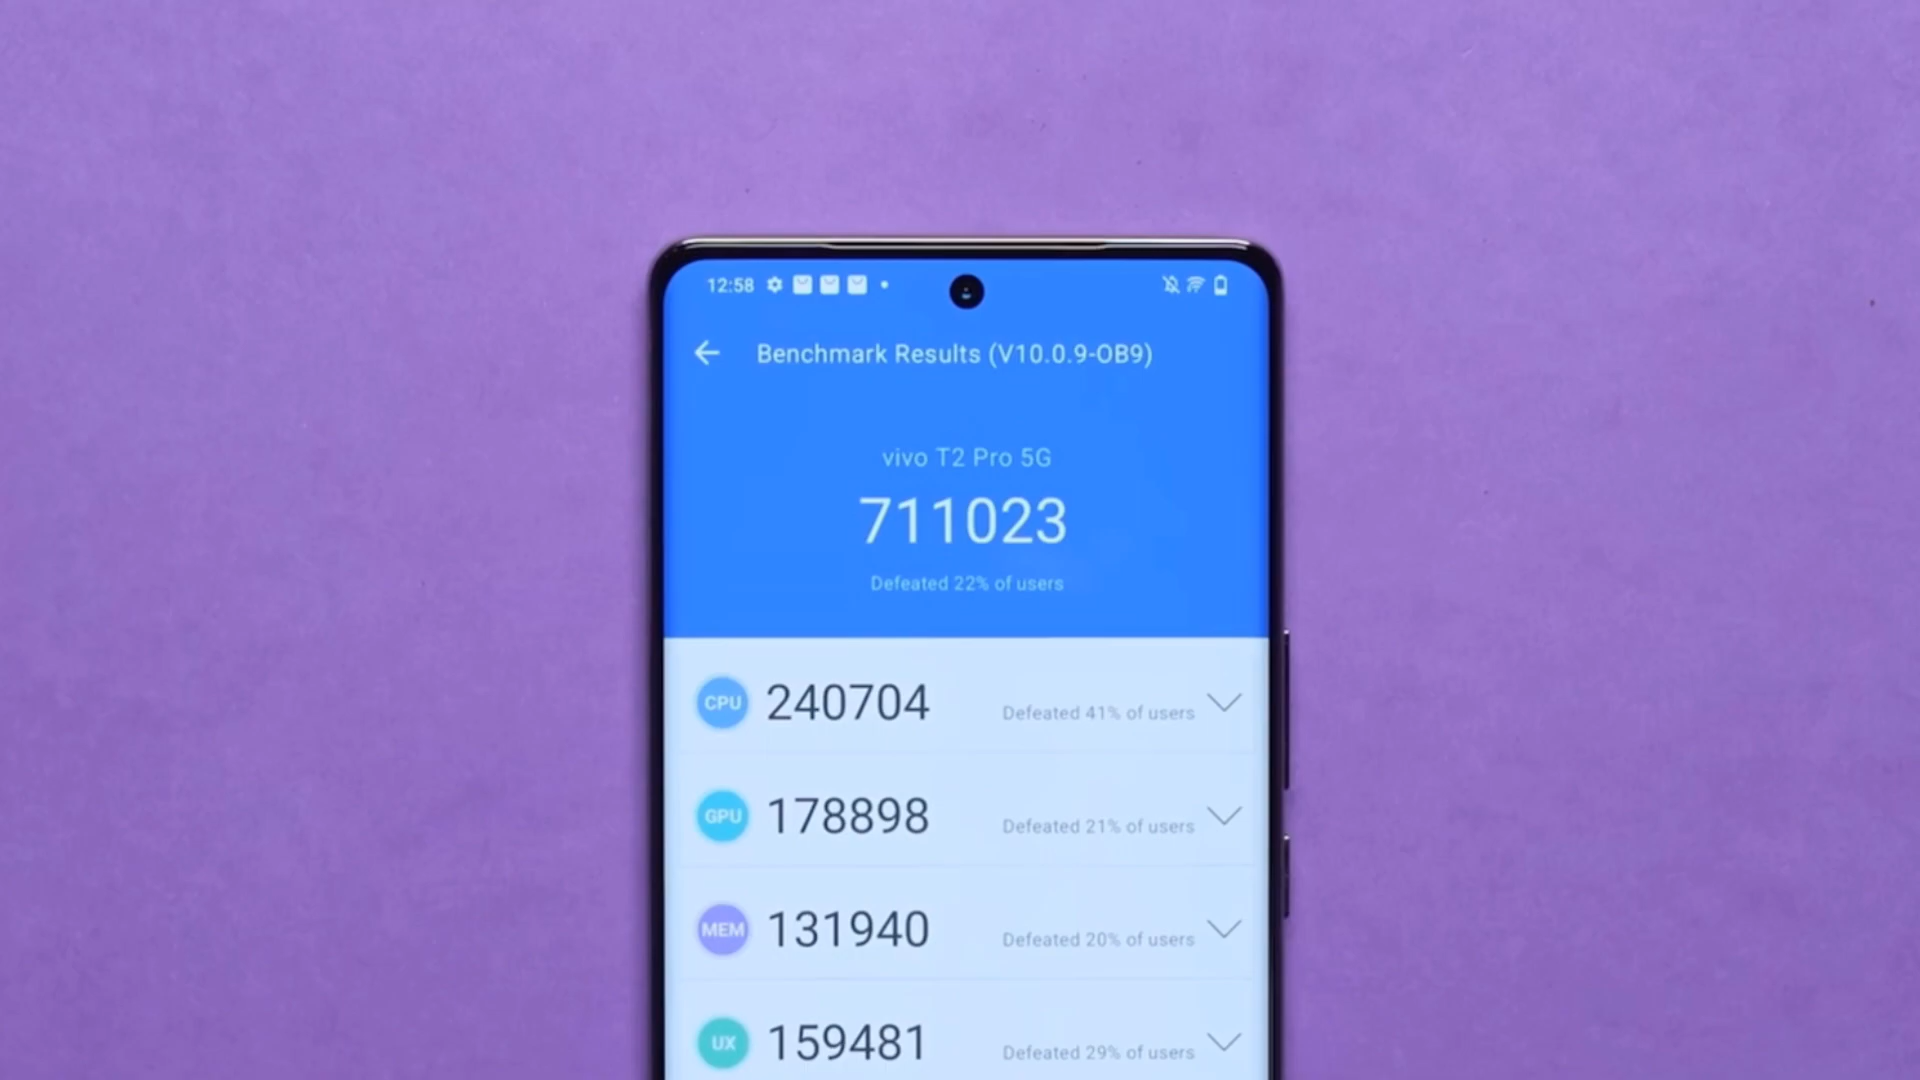 12:58
Benchmark Results (V10.0.9-OB9)
vivo T2 Pro 5G
711023
Defeated 22% of users
CPU 240704 Defeated 41% of users
GPU 178898 Defeated 21% of users
MEM 131940 Defeated 20% of users
UX 159481 Defeated 29% of users